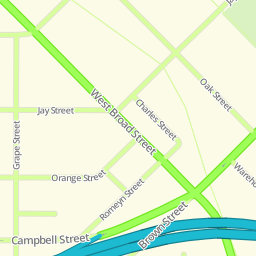 Oak Street
West Broad Street
Charles Street
Jay Street
Grape Street
Orange Street
Romeyn Street
Campbell Street
Brown Street